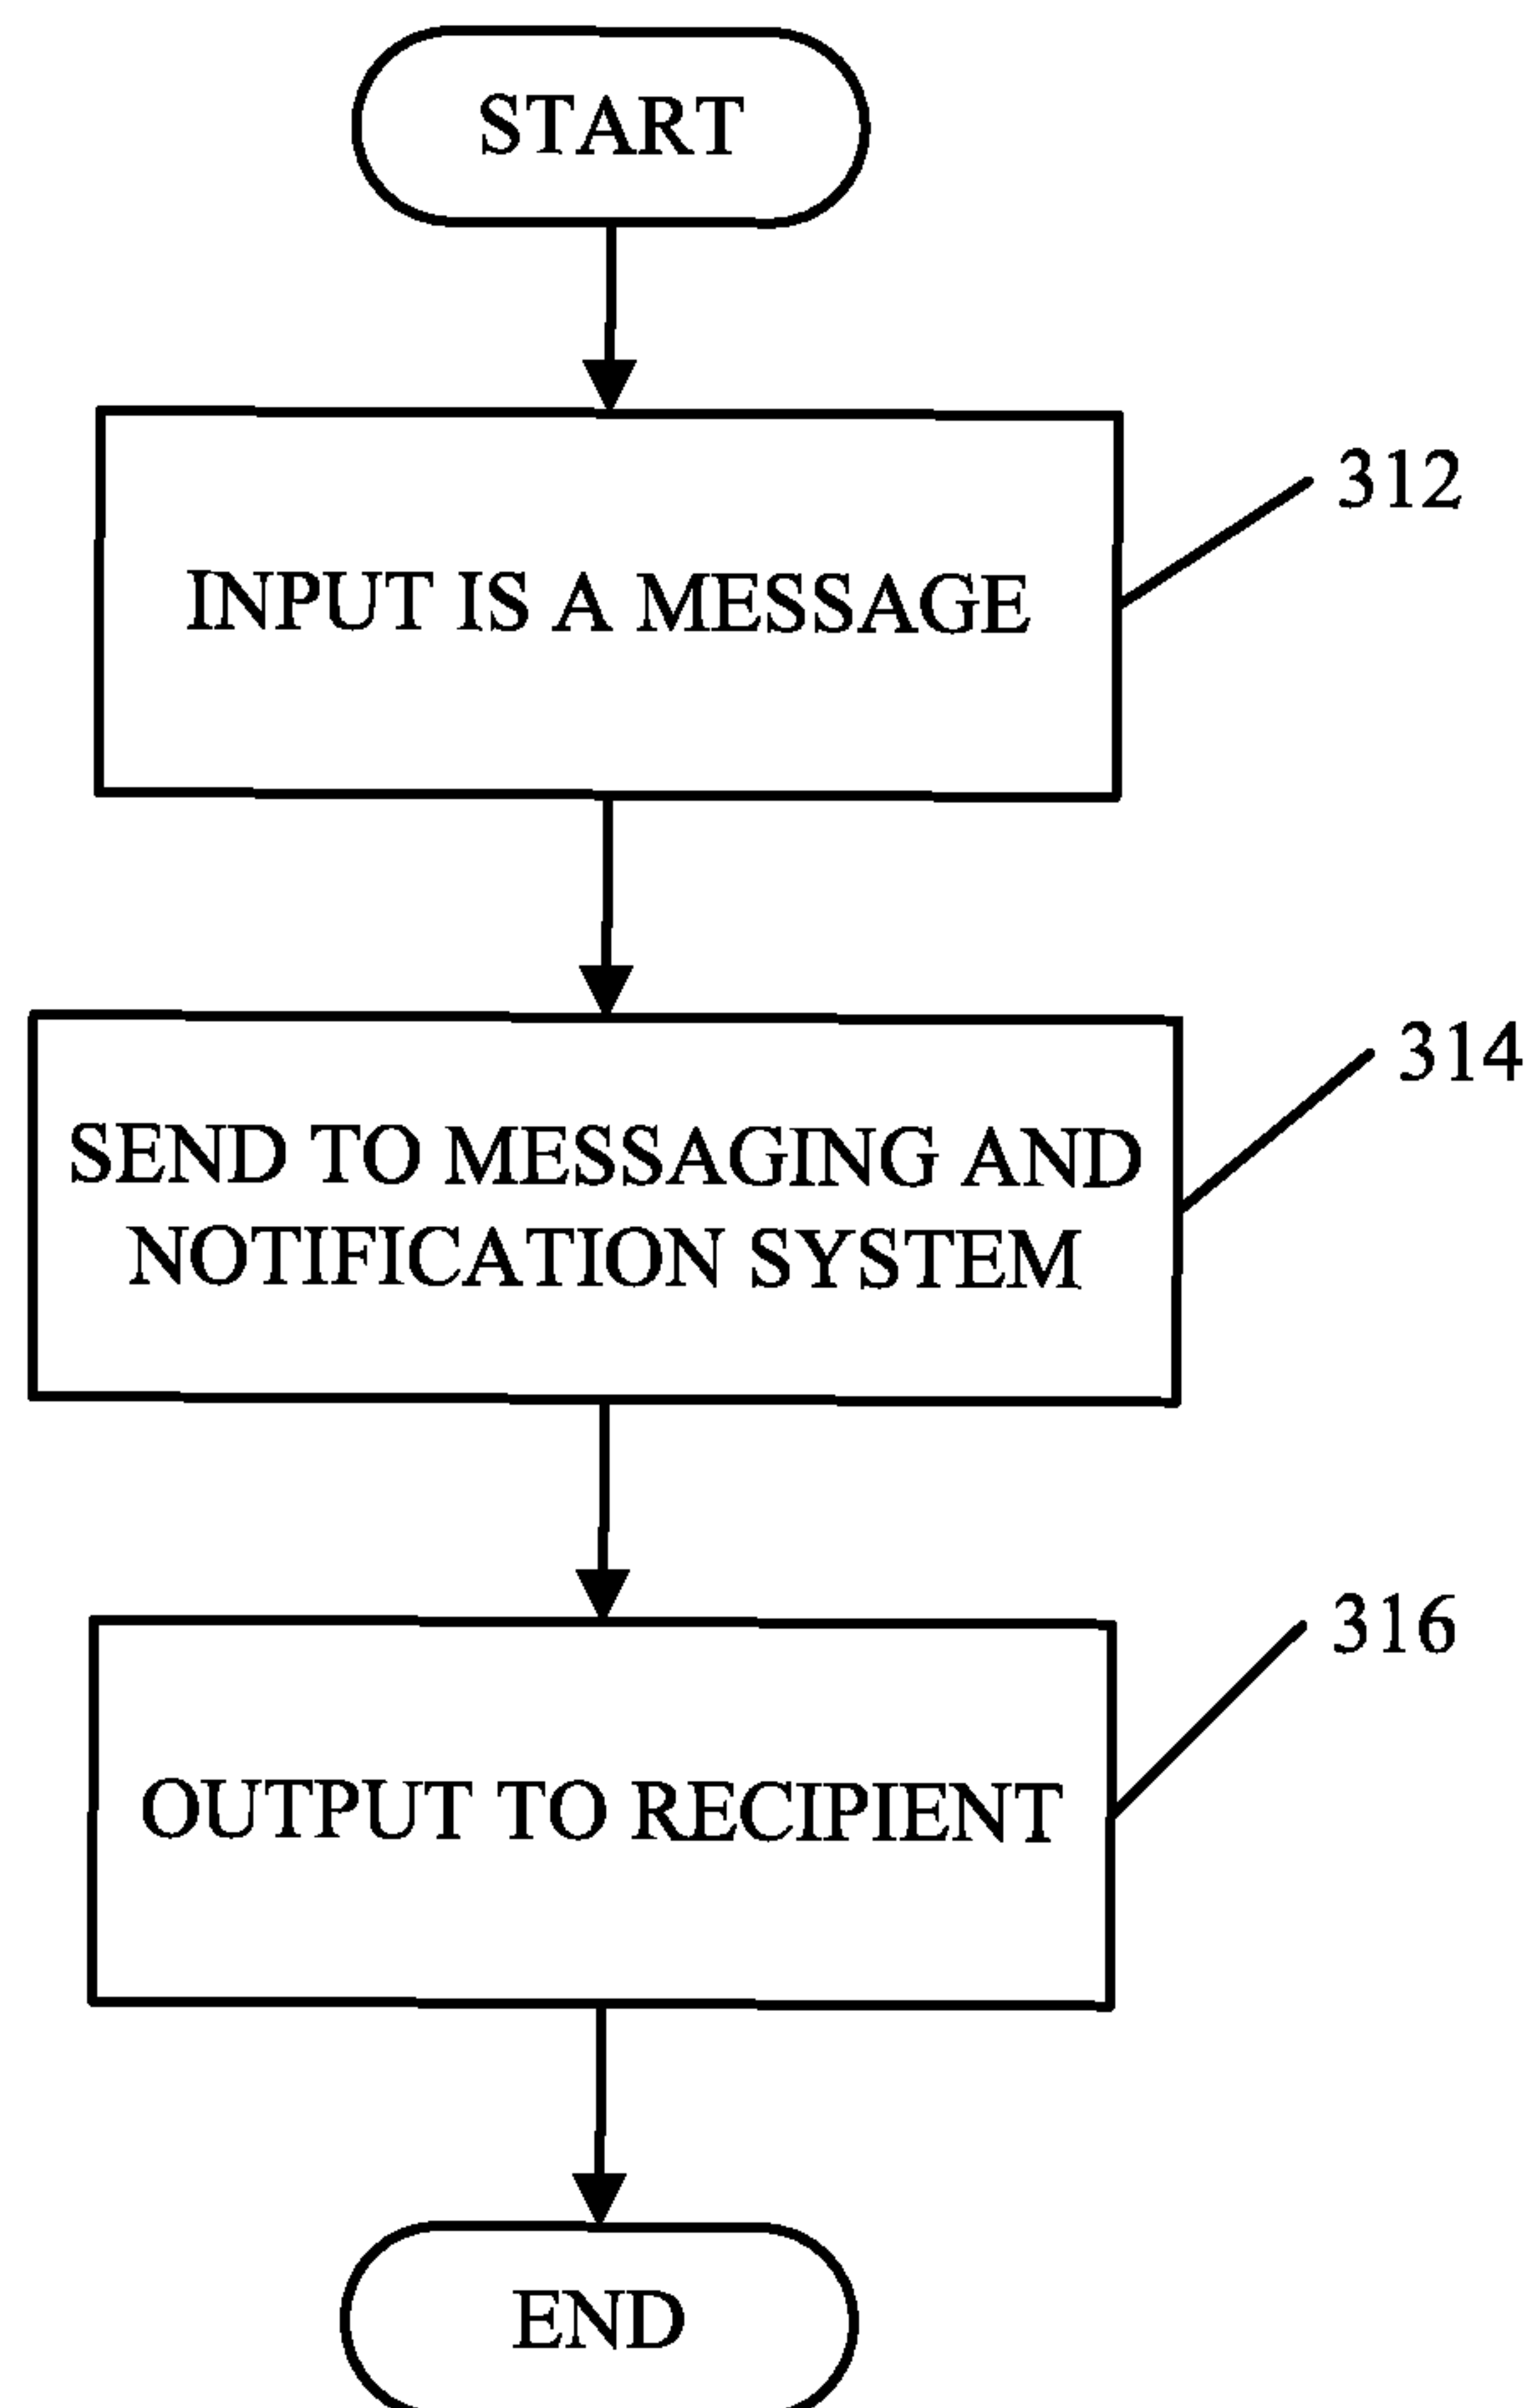 START
312
INPUT IS A MESSAGE
314
SEND TO MESSAGING AND
NOTIFICATION SYSTEM
316
OUTPUT TO RECIPIENT
END